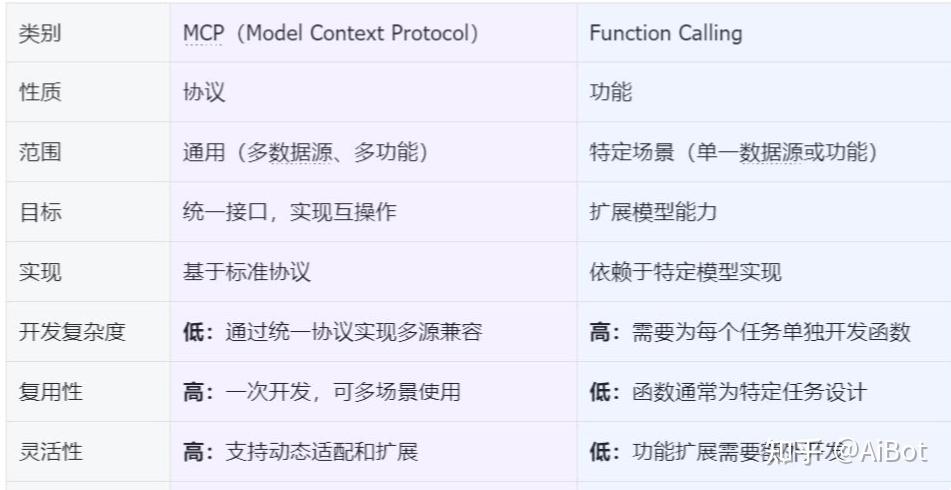 类别 MCP（Model Context Protocol） Function Calling
性质 协议 功能
范围 通用（多数据源、多功能） 特定场景（单一数据源或功能）
目标 统一接口，实现互操作 扩展模型能力
实现 基于标准协议 依赖于特定模型实现
开发复杂度 低：通过统一协议实现多源兼容 高：需要为每个任务单独开发函数
复用性 高：一次开发，可多场景使用 低：函数通常为特定任务设计
灵活性 高：支持动态适配和扩展 低：功能扩展需要额外开发
知乎 @AiBot